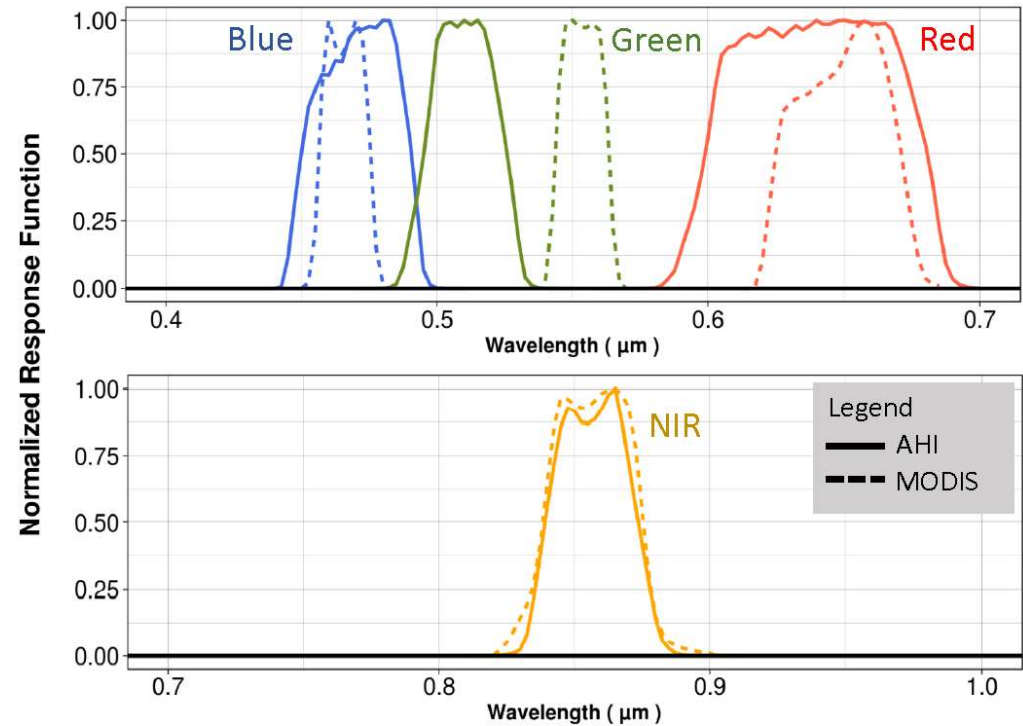 Normalized Response Function
1.00
0.75
0.50
0.25
0.00
Blue
Green
Red
0.4
0.5
0.6
0.7
Wavelength ( µm )
1.00
0.75
0.50
0.25
0.00
NIR
Legend
AHI
MODIS
0.7
0.8
0.9
1.0
Wavelength ( µm )